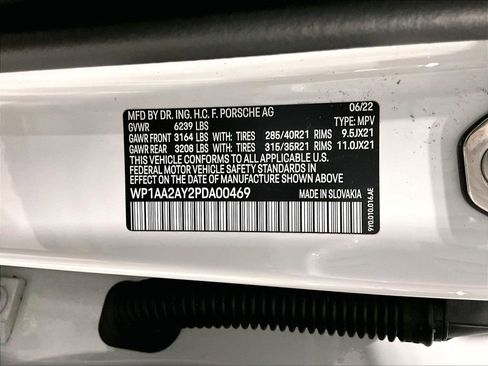 MFD BY DR. ING. H.C. F. PORSCHE AG 06/22
GVWR 6239 LBS TYPE: MPV
GAWR FRONT 3164 LBS WITH: TIRES 285/40R21 RIMS 9.5JX21
GAWR REAR 3208 LBS WITH: TIRES 315/35R21 RIMS 11.0JX21
THIS VEHICLE CONFORMS TO ALL APPLICABLE U.S.
FEDERAL MOTOR VEHICLE SAFETY STANDARDS IN
EFFECT ON THE DATE OF MANUFACTURE SHOWN ABOVE
WP1AA2AY2PDA00469 MADE IN SLOVAKIA
9Y0.010.016.AE